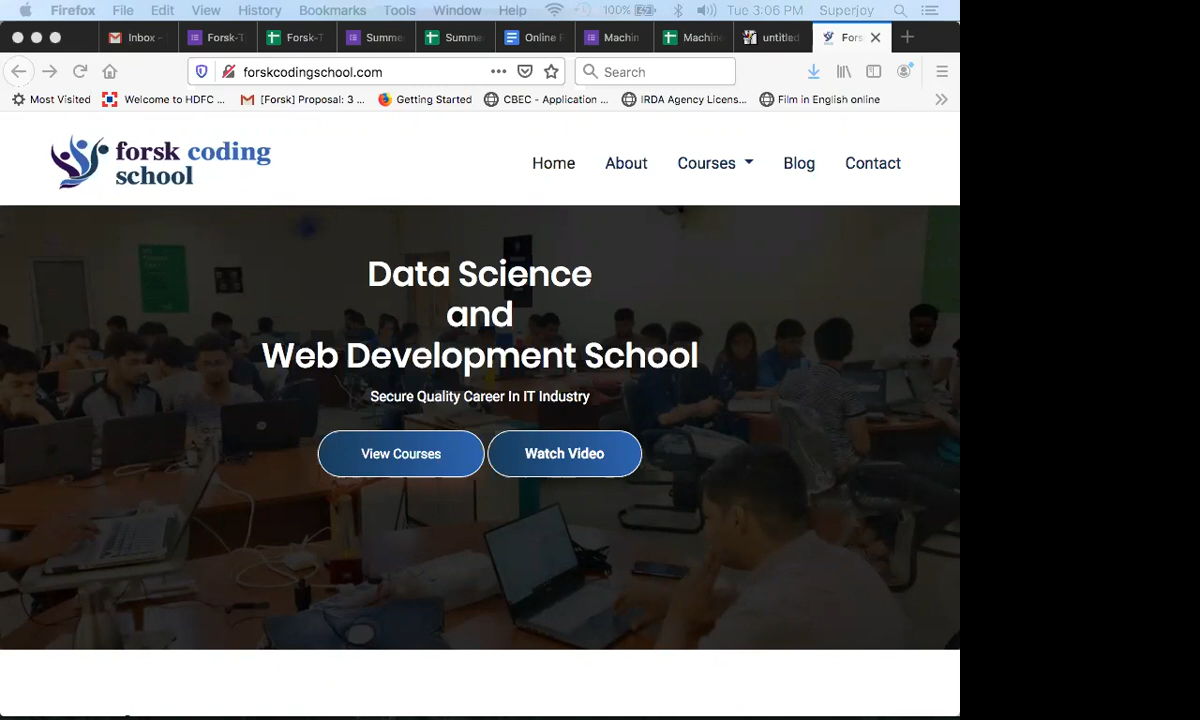 Firefox File Edit View History Bookmarks Tools Window Help 100% Tue 3:06 PM Superjoy
Inbox - Forsk-T Forsk-T Summe Summe Online F Machin Machine untitled Fors
forskcodingschool.com Search
Most Visited Welcome to HDFC ... [Forsk] Proposal: 3 ... Getting Started CBEC - Application ... IRDA Agency Licens... Film in English online
forsk coding
school
Home About Courses Blog Contact
Data Science
and
Web Development School
Secure Quality Career In IT Industry
View Courses Watch Video